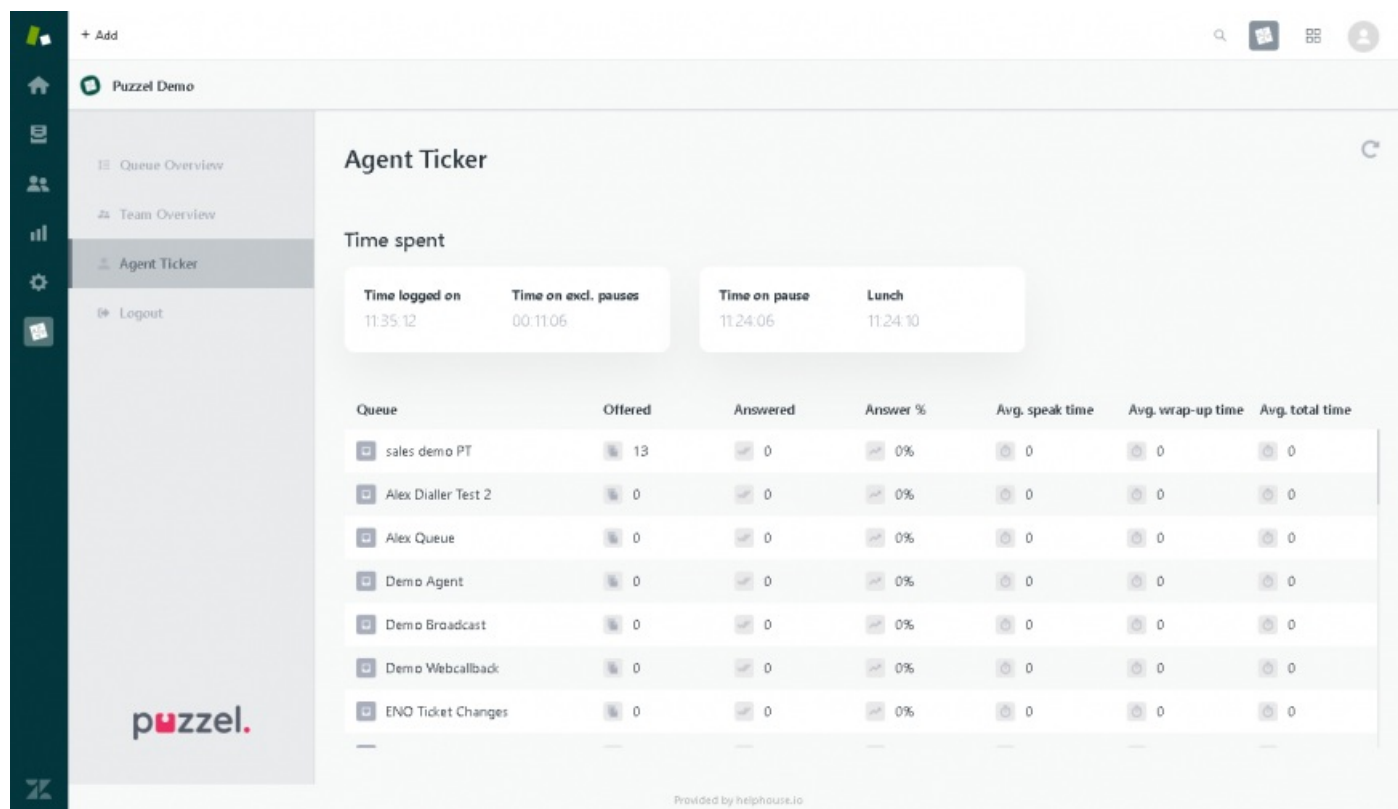 + Add
Puzzel Demo
Queue Overview
Team Overview
Agent Ticker
Logout
puzzel.
Agent Ticker
Time spent
Time logged on Time on excl. pauses Time on pause Lunch
11:35:12 00:11:06 11:24:06 11:24:10
Queue Offered Answered Answer % Avg. speak time Avg. wrap-up time Avg. total time
sales demo PT 13 0 0% 0 0 0
Alex Dialler Test 2 0 0 0% 0 0 0
Alex Queue 0 0 0% 0 0 0
Demo Agent 0 0 0% 0 0 0
Demo Broadcast 0 0 0% 0 0 0
Demo Webcallback 0 0 0% 0 0 0
ENO Ticket Changes 0 0 0% 0 0 0
Provided by helphouse.io